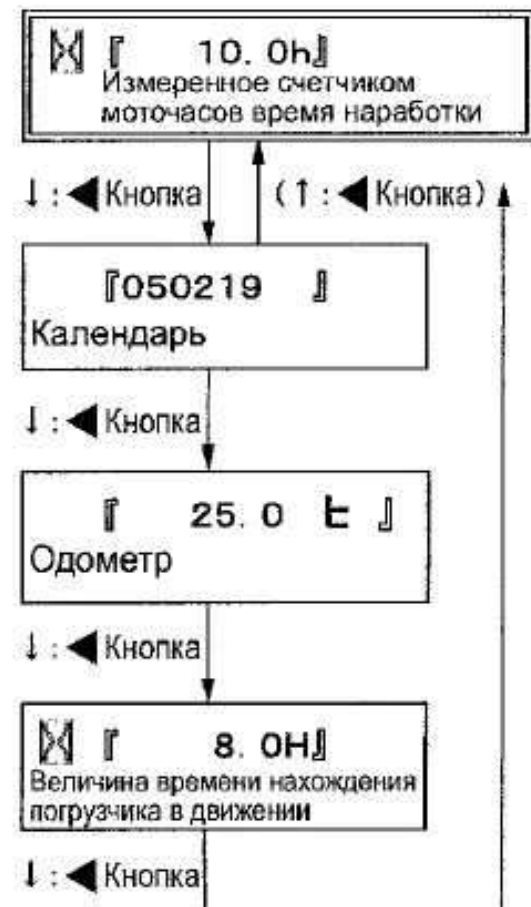 『 10. 0h』
Измеренное счетчиком
моточасов время наработки
↓:◀Кнопка (↑:◀Кнопка)
『050219 』
Календарь
↓:◀Кнопка
『 25. 0 ㅌ 』
Одометр
↓:◀Кнопка
『 8. 0H』
Величина времени нахождения
погрузчика в движении
↓:◀Кнопка